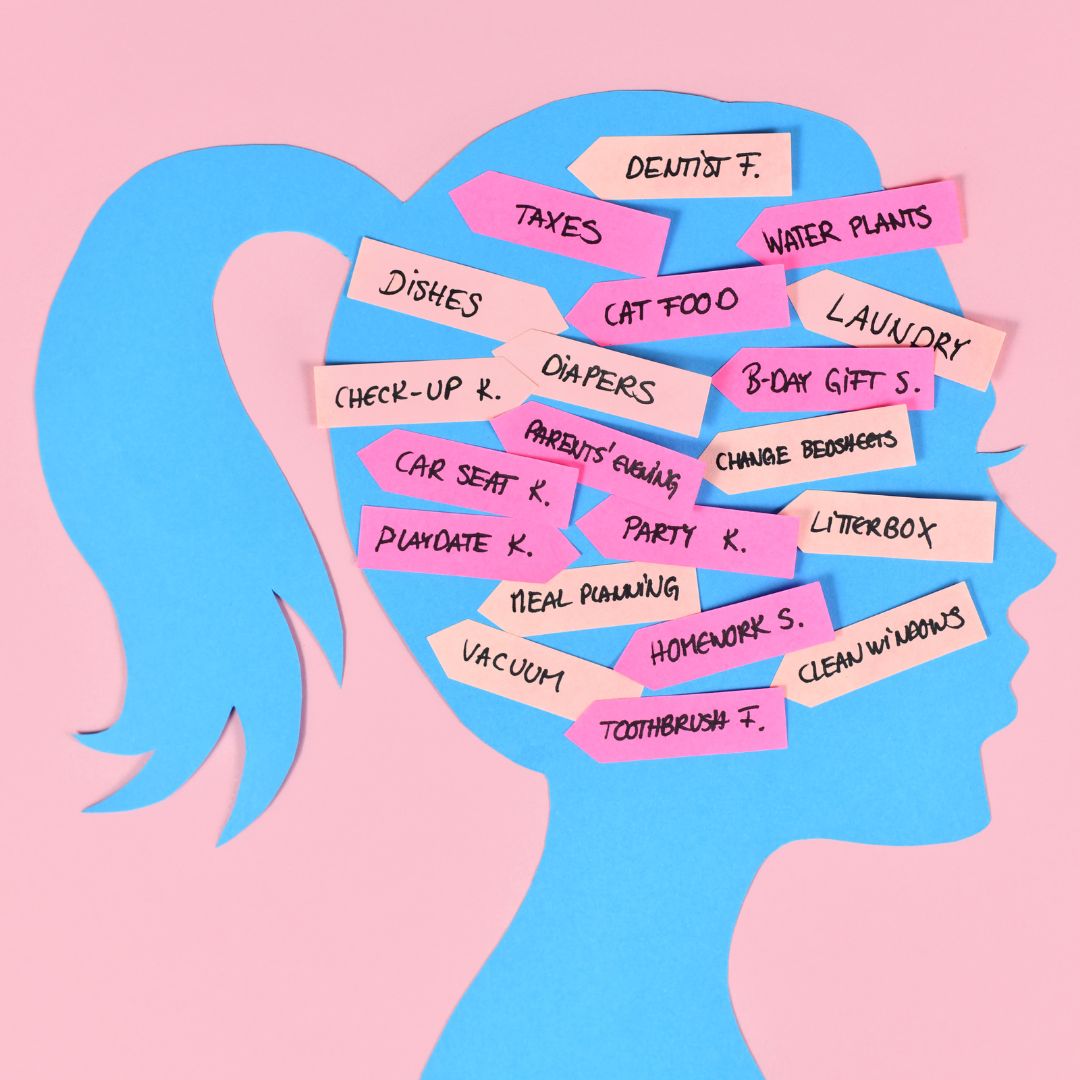 DENTIST F.
TAXES
WATER PLANTS
DISHES
CAT FOOD
LAUNDRY
CHECK-UP K.
DIAPERS
B-DAY GIFT S.
PARENTS' EVENING
CHANGE BEDSHEETS
CAR SEAT K.
PLAYDATE K.
PARTY K.
LITTERBOX
MEAL PLANNING
HOMEWORK S.
CLEAN WINDOWS
VACUUM
TOOTHBRUSH F.